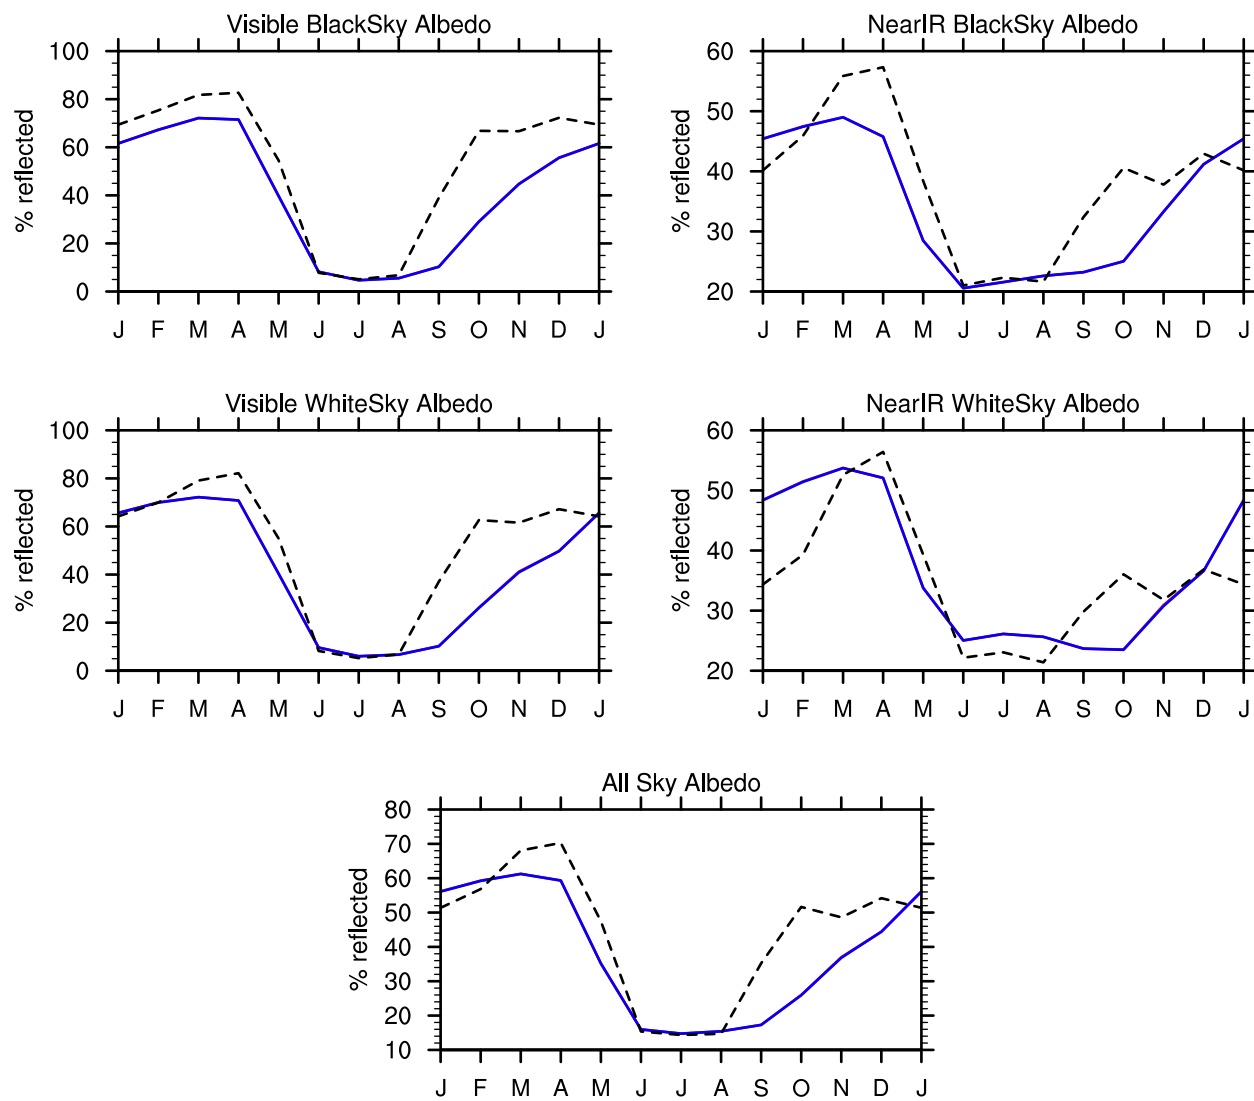 Visible BlackSky Albedo
% reflected
100
80
60
40
20
0
J F M A M J J A S O N D J
NearIR BlackSky Albedo
% reflected
60
50
40
30
20
J F M A M J J A S O N D J
Visible WhiteSky Albedo
% reflected
100
80
60
40
20
0
J F M A M J J A S O N D J
NearIR WhiteSky Albedo
% reflected
60
50
40
30
20
J F M A M J J A S O N D J
All Sky Albedo
% reflected
80
70
60
50
40
30
20
10
J F M A M J J A S O N D J